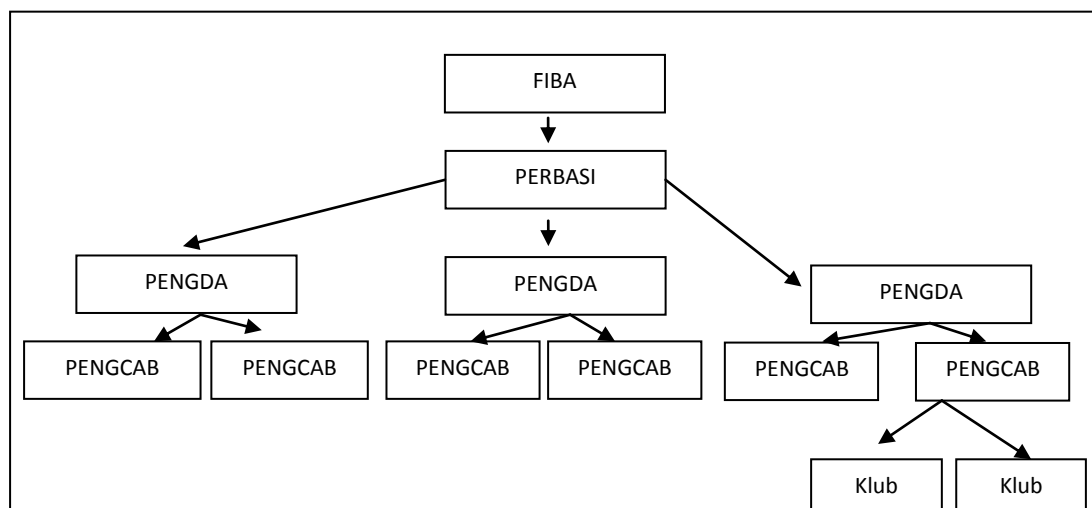 FIBA
PERBASI
PENGDA
PENGDA
PENGDA
PENGCAB
PENGCAB
PENGCAB
PENGCAB
PENGCAB
PENGCAB
Klub
Klub